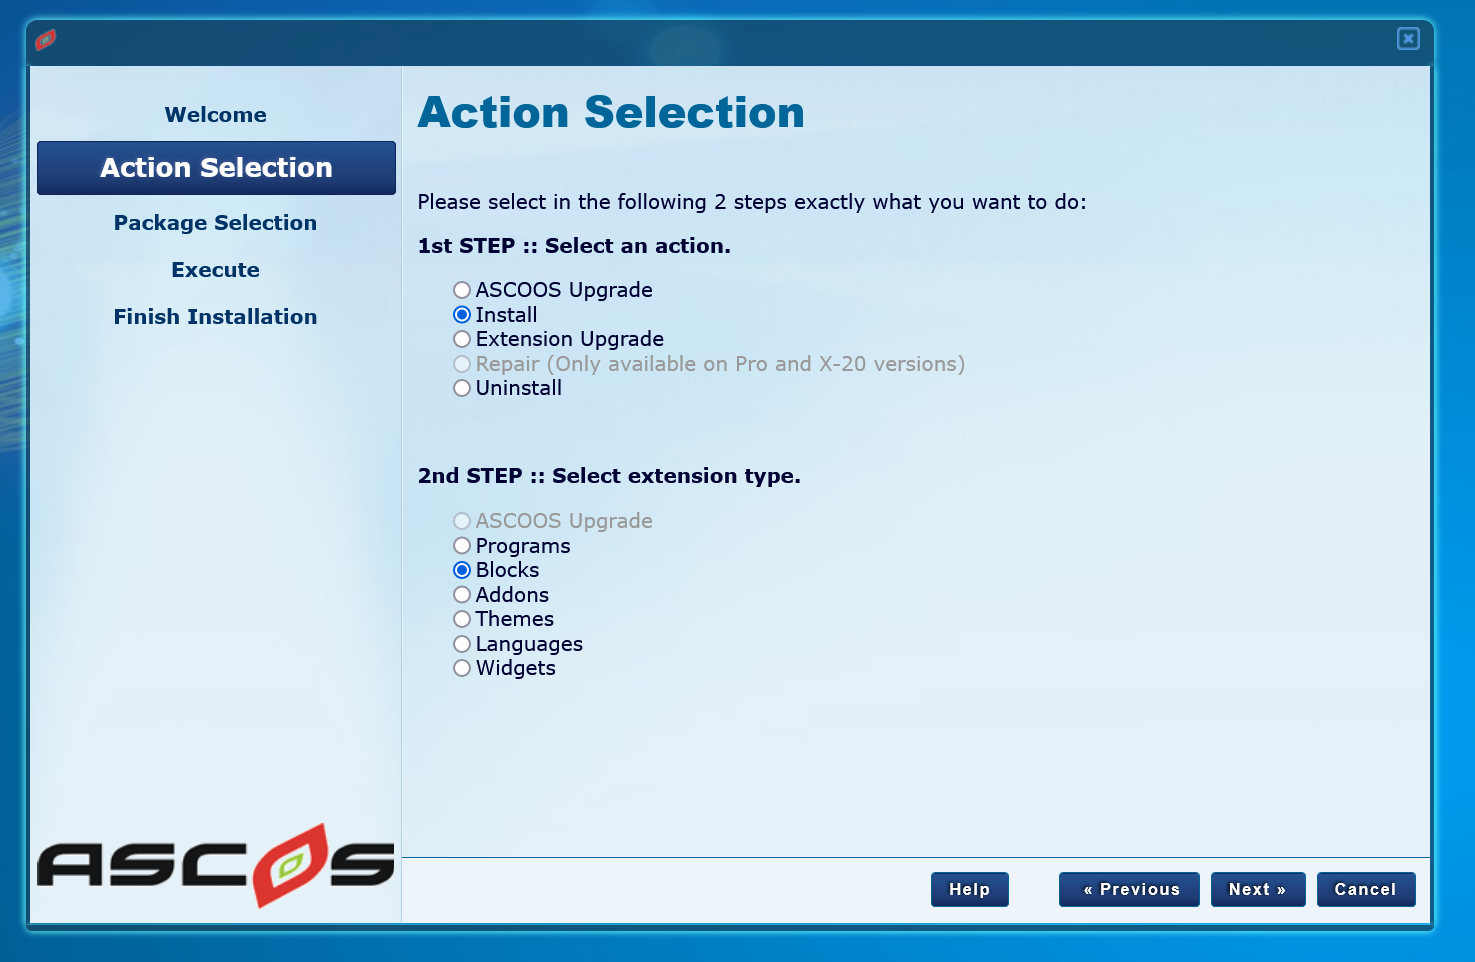 Welcome
Action Selection
Package Selection
Execute
Finish Installation
ASCOS
Action Selection
Please select in the following 2 steps exactly what you want to do:
1st STEP :: Select an action.
ASCOOS Upgrade
Install
Extension Upgrade
Repair (Only available on Pro and X-20 versions)
Uninstall
2nd STEP :: Select extension type.
ASCOOS Upgrade
Programs
Blocks
Addons
Themes
Languages
Widgets
Help
« Previous
Next »
Cancel